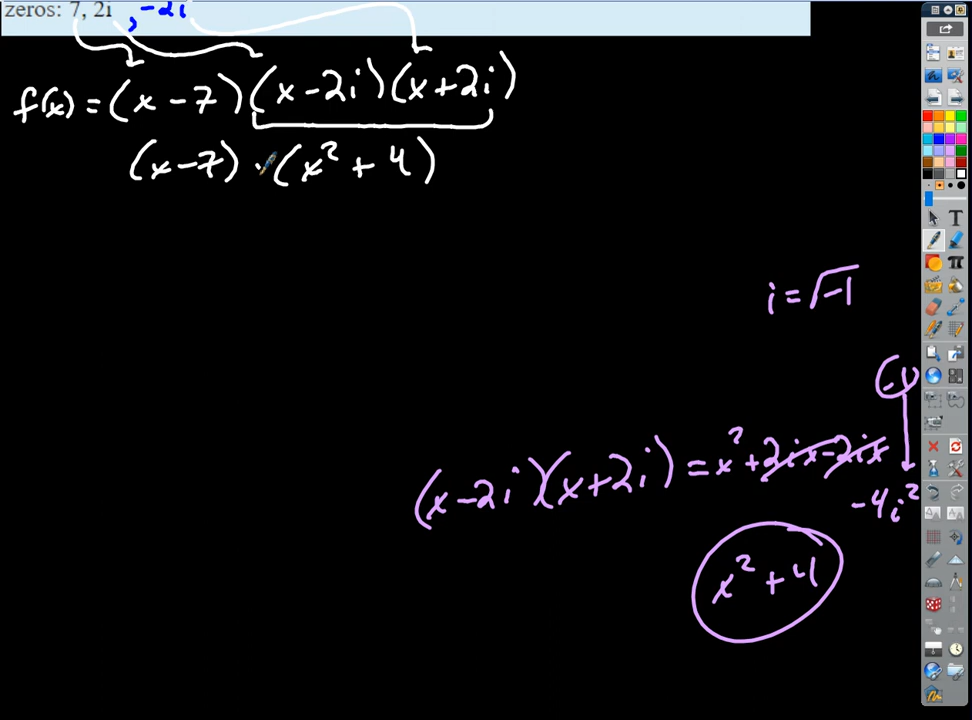 zeros: 7, 2i , -2i
f(x) = (x - 7)(x - 2i)(x + 2i)
(x - 7) · (x² + 4)
i = √-1
-1
(x - 2i)(x + 2i) = x² + 2ix - 2ix
- 4i²
x² + 4